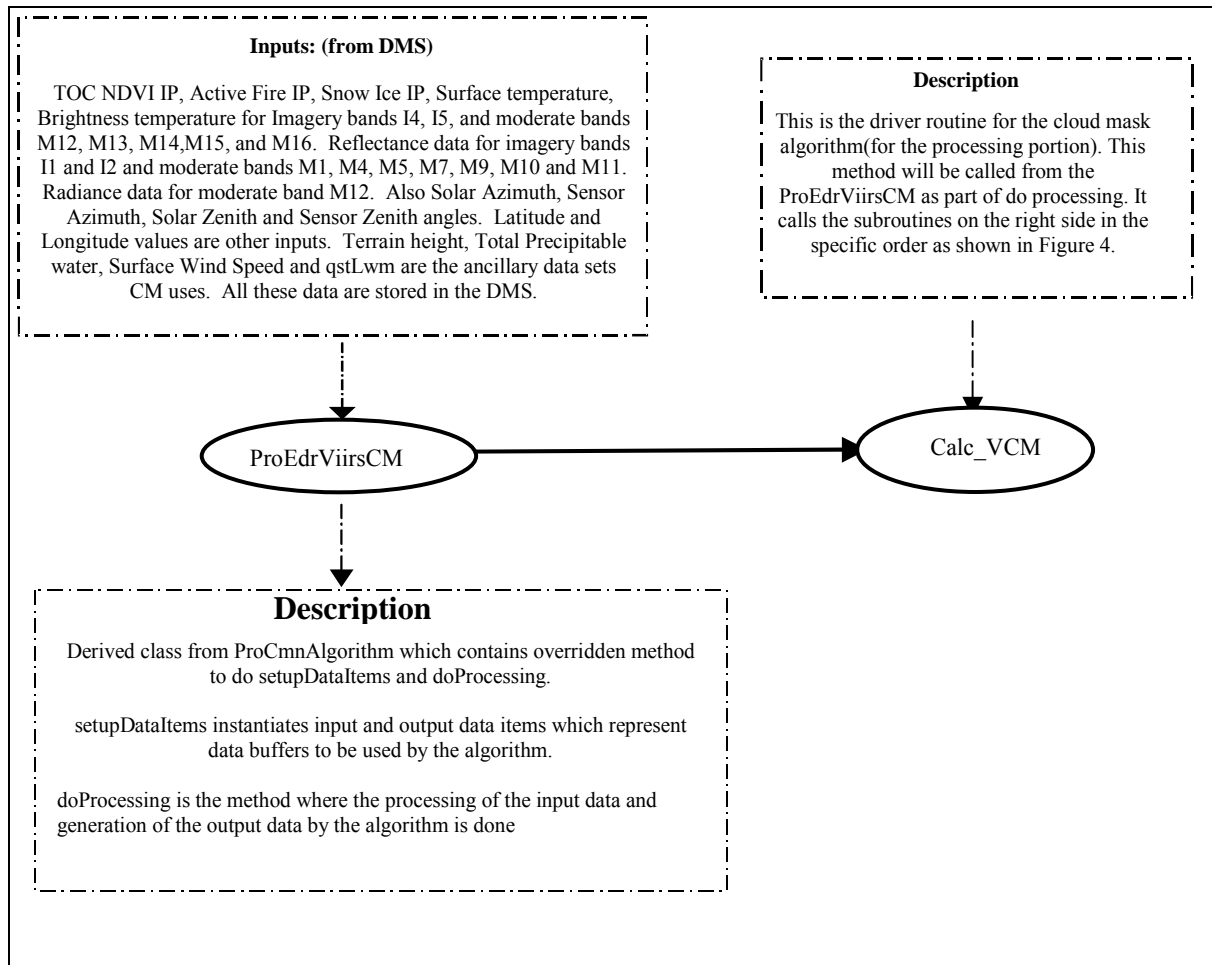 Inputs: (from DMS)
TOC NDVI IP, Active Fire IP, Snow Ice IP, Surface temperature,
Brightness temperature for Imagery bands I4, I5, and moderate bands
M12, M13, M14,M15, and M16.  Reflectance data for imagery bands
I1 and I2 and moderate bands M1, M4, M5, M7, M9, M10 and M11.
Radiance data for moderate band M12.  Also Solar Azimuth, Sensor
Azimuth, Solar Zenith and Sensor Zenith angles.  Latitude and
Longitude values are other inputs.  Terrain height, Total Precipitable
water, Surface Wind Speed and qstLwm are the ancillary data sets
CM uses.  All these data are stored in the DMS.
Description
This is the driver routine for the cloud mask
algorithm(for the processing portion). This
method will be called from the
ProEdrViirsCM as part of do processing. It
calls the subroutines on the right side in the
specific order as shown in Figure 4.
ProEdrViirsCM
Calc_VCM
Description
Derived class from ProCmnAlgorithm which contains overridden method
to do setupDataItems and doProcessing.
setupDataItems instantiates input and output data items which represent
data buffers to be used by the algorithm.
doProcessing is the method where the processing of the input data and
generation of the output data by the algorithm is done